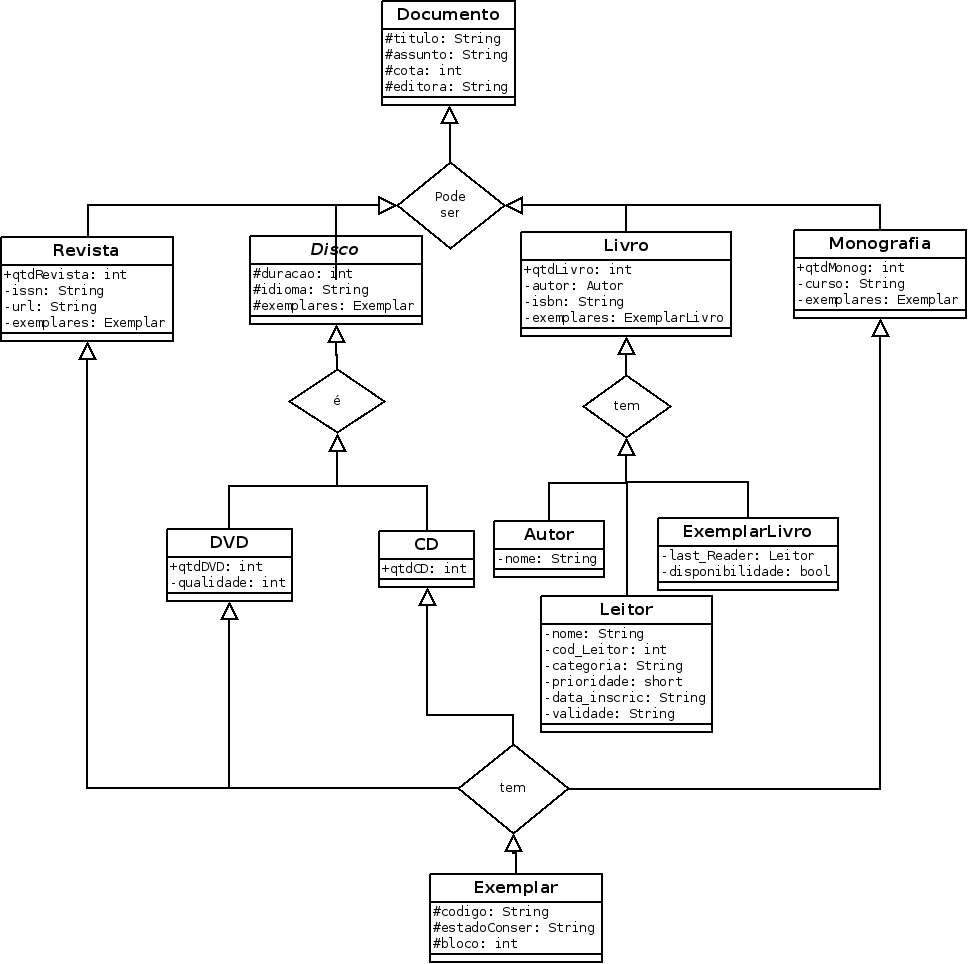 Documento
#titulo: String
#assunto: String
#cota: int
#editora: String
Pode
ser
Revista
+qtdRevista: int
-issn: String
-url: String
-exemplares: Exemplar
Disco
#duracao: int
#idioma: String
#exemplares: Exemplar
Livro
+qtdLivro: int
-autor: Autor
-isbn: String
-exemplares: ExemplarLivro
Monografia
+qtdMonog: int
-curso: String
-exemplares: Exemplar
é
tem
DVD
+qtdDVD: int
-qualidade: int
CD
+qtdCD: int
Autor
-nome: String
ExemplarLivro
-last_Reader: Leitor
-disponibilidade: bool
Leitor
-nome: String
-cod_Leitor: int
-categoria: String
-prioridade: short
-data_inscric: String
-validade: String
tem
Exemplar
#codigo: String
#estadoConser: String
#bloco: int